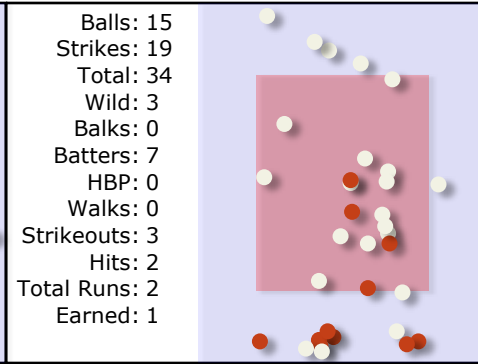 Balls: 15
Strikes: 19
Total: 34
Wild: 3
Balks: 0
Batters: 7
HBP: 0
Walks: 0
Strikeouts: 3
Hits: 2
Total Runs: 2
Earned: 1